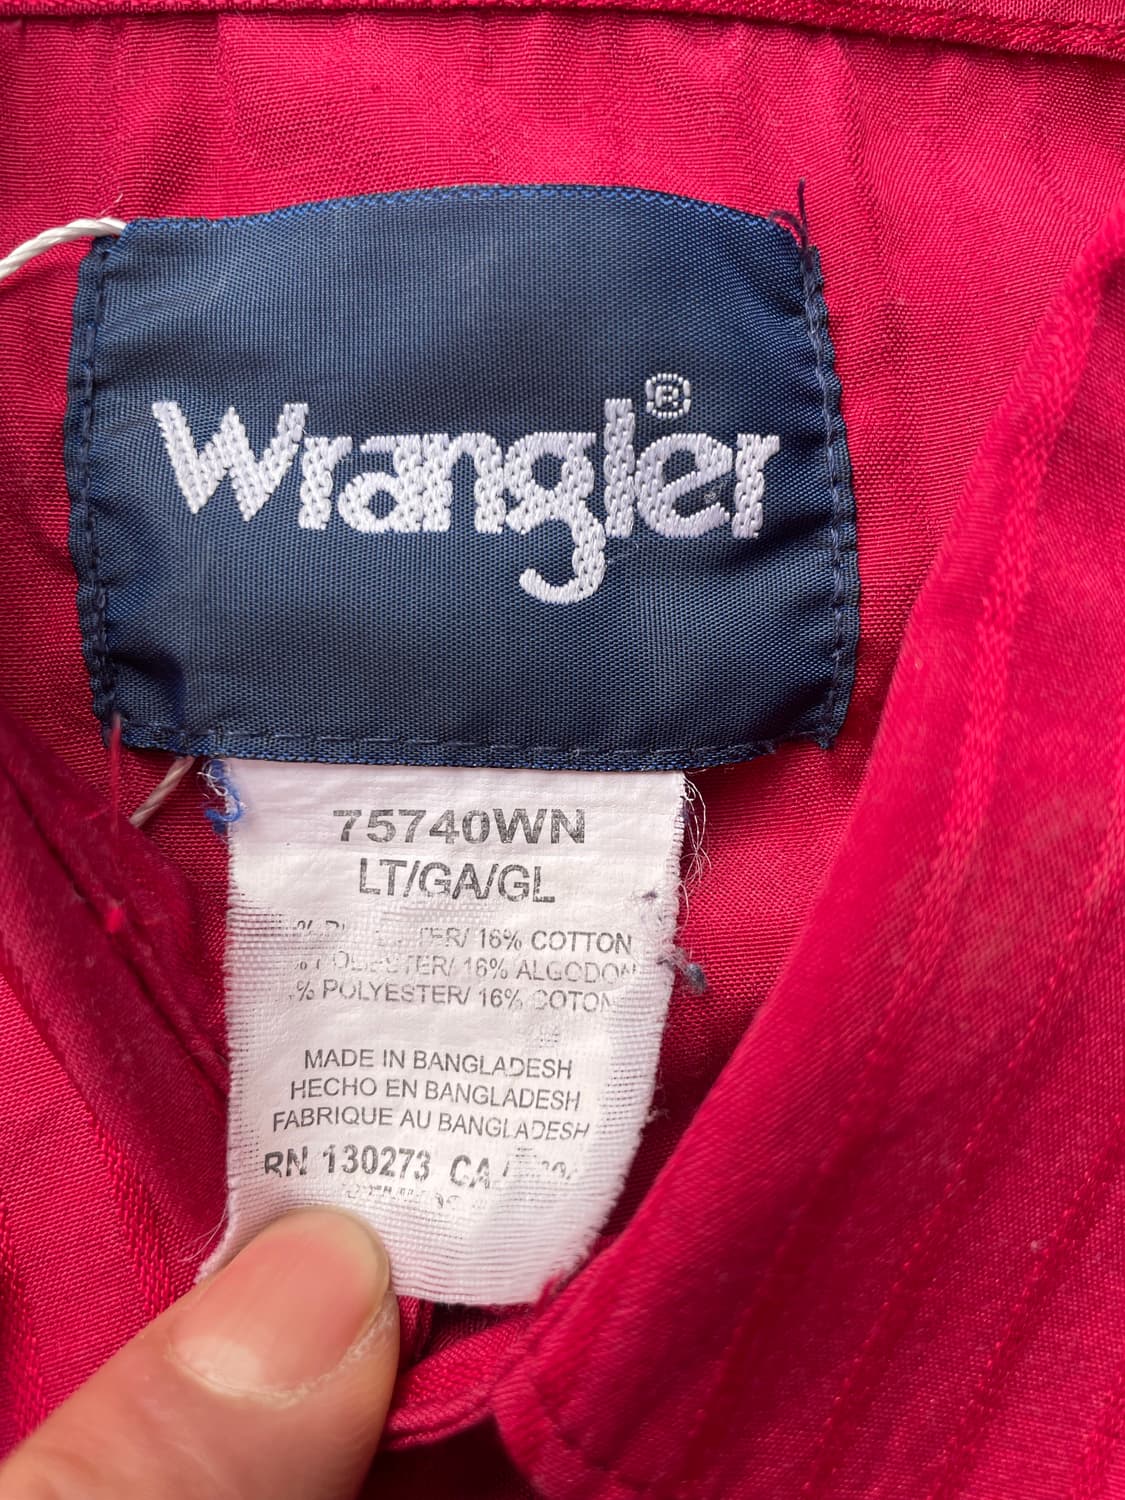 Wrangler®
75740WN
LT/GA/GL
16% COTTON
POLYESTER/ 16% ALGODON
% POLYESTER/ 16% COTON
MADE IN BANGLADESH
HECHO EN BANGLADESH
FABRIQUE AU BANGLADESH
RN 130273 CA